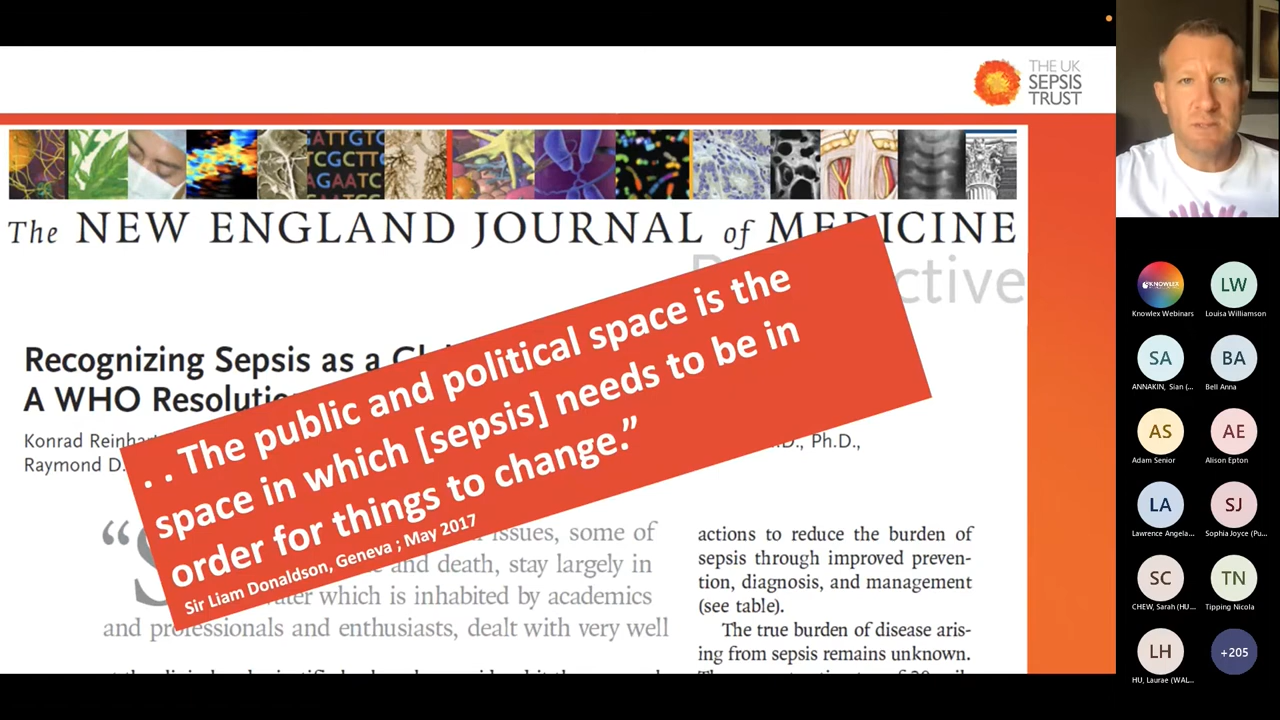 THE UK
SEPSIS
TRUST
GATTGTC
TCGCTTC
AGAATC
The NEW ENGLAND JOURNAL of MEDICINE
Recognizing Sepsis as a
A WHO
. . The public and political space is the
space in which [sepsis] needs to be in
order for things to change.”
Sir Liam Donaldson, Geneva ; May 2017
Konrad
Raymond D.
Ph.D.,
“
issues, some of
and death, stay largely in
which is inhabited by academics
and professionals and enthusiasts, dealt with very well
actions to reduce the burden of
sepsis through improved preven-
tion, diagnosis, and management
(see table).
The true burden of disease aris-
ing from sepsis remains unknown.
KNOWLEX
Knowlex Webinars
LW
Louisa Williamson
SA
ANNAKIN, Sian (...
BA
Bell Anna
AS
Adam Senior
AE
Alison Epton
LA
Lawrence Angela...
SJ
Sophia Joyce (Pu...
SC
CHEW, Sarah (HU...
TN
Tipping Nicola
LH
HU, Laurae (WAL...
+205